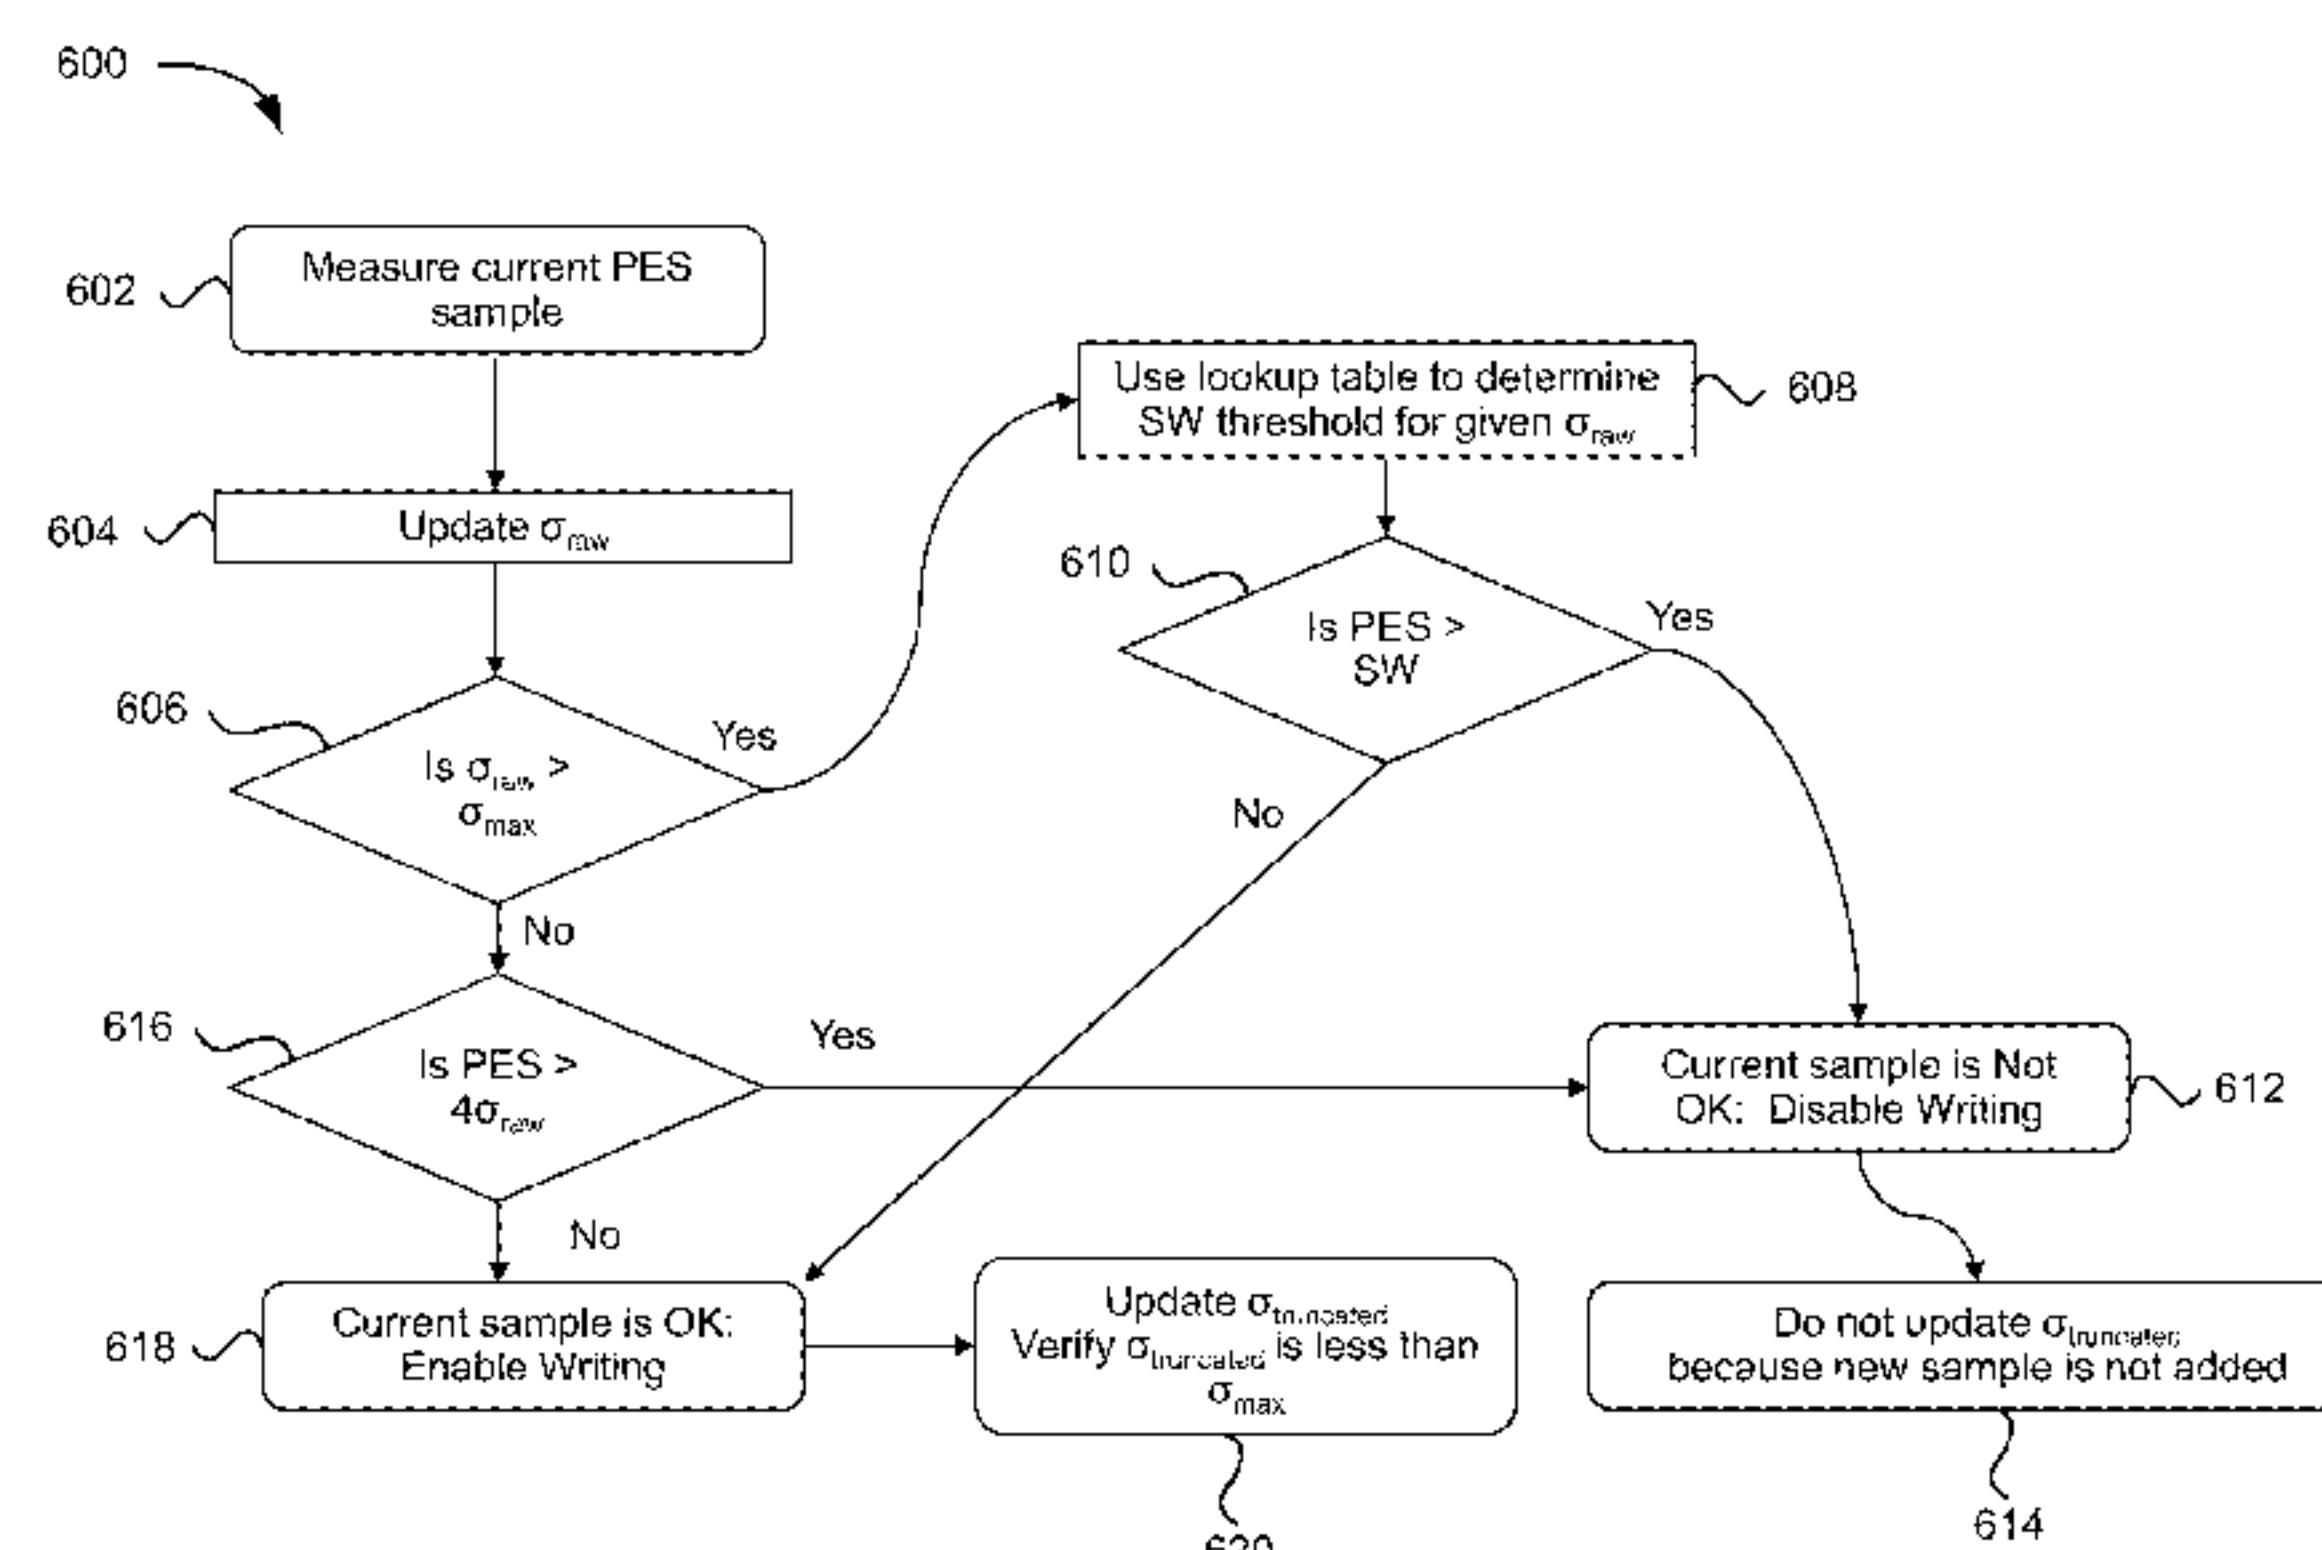 600
602
Measure current PES
sample
604
Update σraw
606
Is σraw >
σmax
Yes
No
608
Use lookup table to determine
SW threshold for given σraw
610
Is PES >
SW
Yes
No
616
Is PES >
4σraw
Yes
No
612
Current sample is Not
OK: Disable Writing
618
Current sample is OK:
Enable Writing
Update σtruncated
Verify σtruncated is less than
σmax
620
Do not update σtruncated
because new sample is not added
614